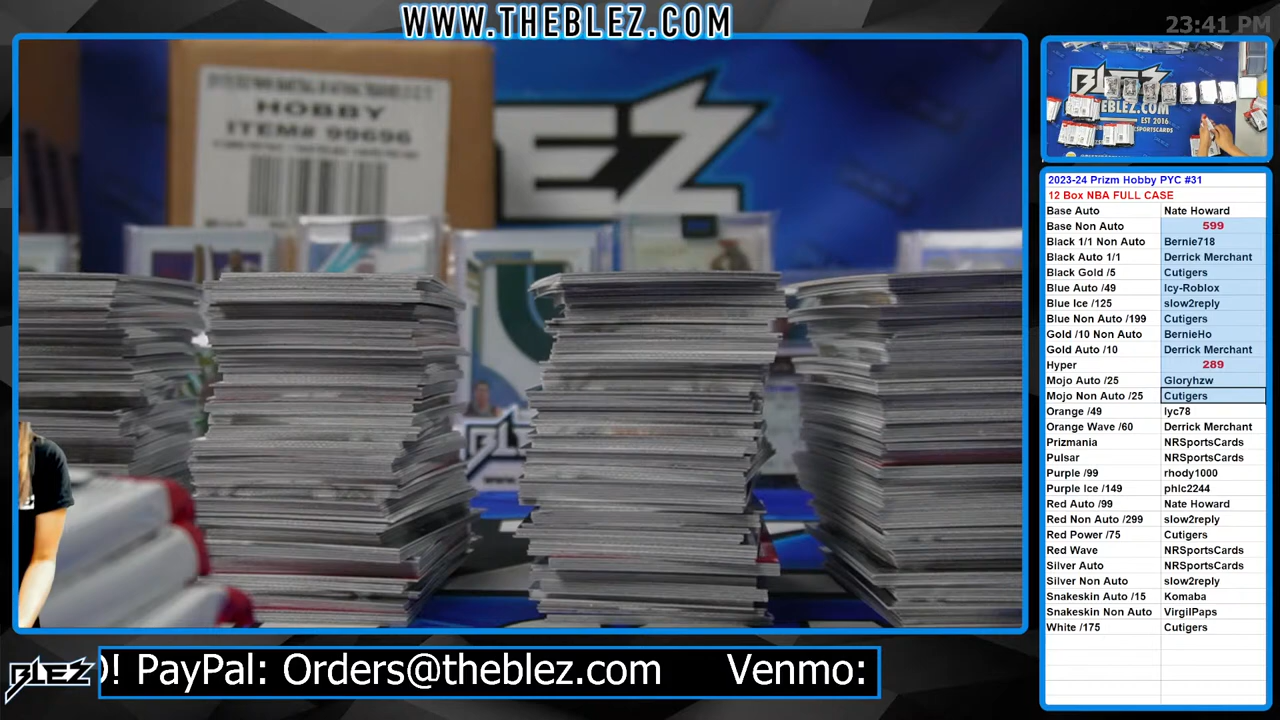 WWW.THEBLEZ.COM
23:41 PM
HOBBY
ITEM# 99696
BLEZ
EBLEZ.COM
EST 2016
2023-24 Prizm Hobby PYC #31
12 Box NBA FULL CASE
Base Auto Nate Howard
Base Non Auto 599
Black 1/1 Non Auto Bernie718
Black Auto 1/1 Derrick Merchant
Black Gold /5 Cutigers
Blue Auto /49 Icy-Roblox
Blue Ice /125 slow2reply
Blue Non Auto /199 Cutigers
Gold /10 Non Auto BernieHo
Gold Auto /10 Derrick Merchant
Hyper 289
Mojo Auto /25 Gloryhzw
Mojo Non Auto /25 Cutigers
Orange /49 lyc78
Orange Wave /60 Derrick Merchant
Prizmania NRSportsCards
Pulsar NRSportsCards
Purple /99 rhody1000
Purple Ice /149 phlc2244
Red Auto /99 Nate Howard
Red Non Auto /299 slow2reply
Red Power /75 Cutigers
Red Wave NRSportsCards
Silver Auto NRSportsCards
Silver Non Auto slow2reply
Snakeskin Auto /15 Komaba
Snakeskin Non Auto VirgilPaps
White /175 Cutigers
BLEZ
! PayPal: Orders@theblez.com Venmo: